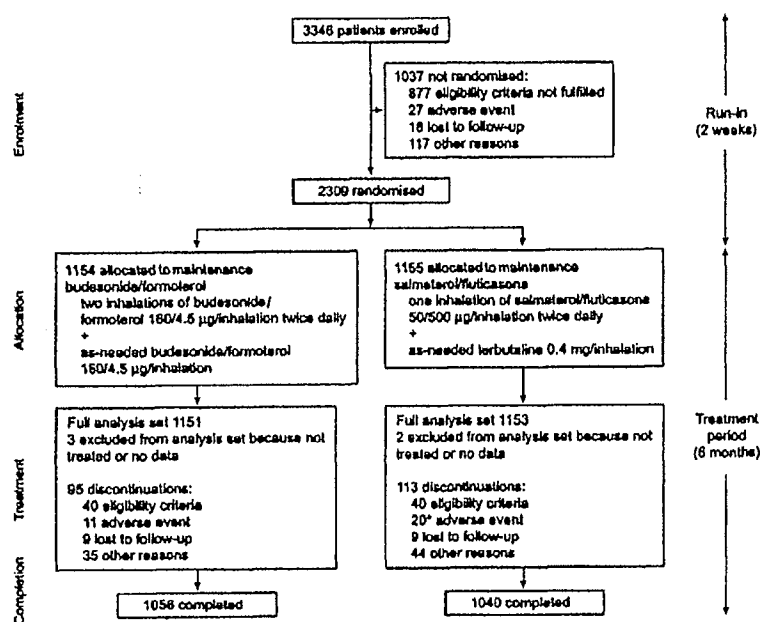 3346 patients enrolled
1037 not randomised:
877 eligibility criteria not fulfilled
27 adverse event
16 lost to follow-up
117 other reasons
Enrolment
Run-in
(2 weeks)
2309 randomised
1154 allocated to maintenance
budesonide/formoterol
two inhalations of budesonide/
formoterol 160/4.5 µg/inhalation twice daily
+
as-needed budesonide/formoterol
160/4.5 µg/inhalation
1155 allocated to maintenance
salmeterol/fluticasone
one inhalation of salmeterol/fluticasone
50/500 µg/inhalation twice daily
+
as-needed terbutaline 0.4 mg/inhalation
Allocation
Full analysis set 1151
3 excluded from analysis set because not
treated or no data
95 discontinuations:
40 eligibility criteria
11 adverse event
9 lost to follow-up
35 other reasons
Full analysis set 1153
2 excluded from analysis set because not
treated or no data
113 discontinuations:
40 eligibility criteria
20* adverse event
9 lost to follow-up
44 other reasons
Treatment
Treatment
period
(6 months)
1056 completed
1040 completed
Completion